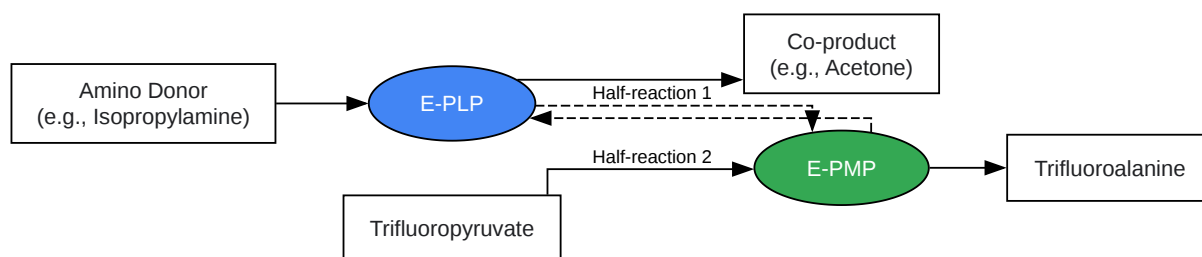 Amino Donor
(e.g., Isopropylamine)
E-PLP
Co-product
(e.g., Acetone)
Half-reaction 1
Half-reaction 2
E-PMP
Trifluoroalanine
Trifluoropyruvate